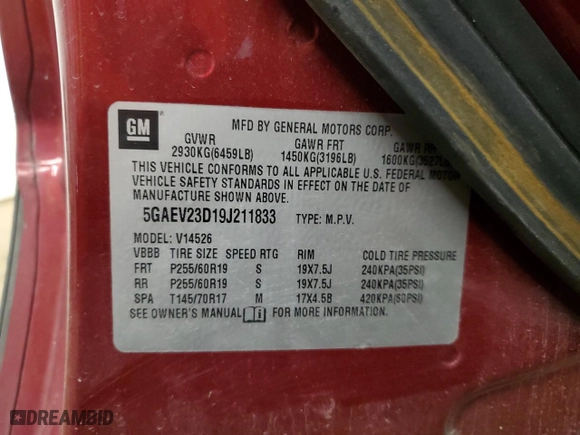 GM
MFD BY GENERAL MOTORS CORP.
GVWR GAWR FRT GAWR
2930KG(6459LB) 1450KG(3196LB) 1600KG(3527LB
THIS VEHICLE CONFORMS TO ALL APPLICABLE U.S. FEDERAL MOTOR
VEHICLE SAFETY STANDARDS IN EFFECT ON THE DATE OF
MANUFACTURE SHOWN ABOVE.
5GAEV23D19J211833 TYPE: M.P.V.
MODEL: V14526
VBBB TIRE SIZE SPEED RTG RIM COLD TIRE PRESSURE
FRT P255/60R19 S 19X7.5J 240KPA(35PSI)
RR P255/60R19 S 19X7.5J 240KPA(35PSI)
SPA T145/70R17 M 17X4.5B 420KPA(60PSI)
SEE OWNER'S MANUAL FOR MORE INFORMATION.
DREAMBID